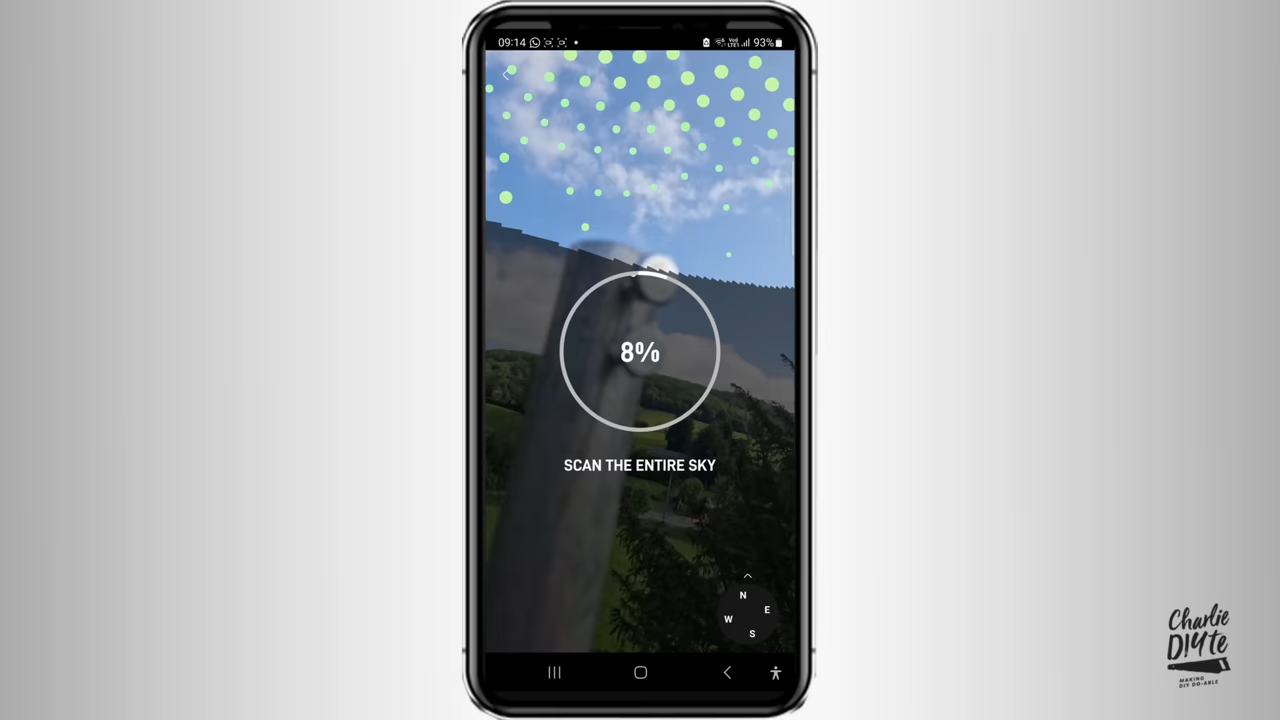 09:14
93%
8%
SCAN THE ENTIRE SKY
N
E
W
S
Charlie
DIYte
MAKING
DIY DO-ABLE